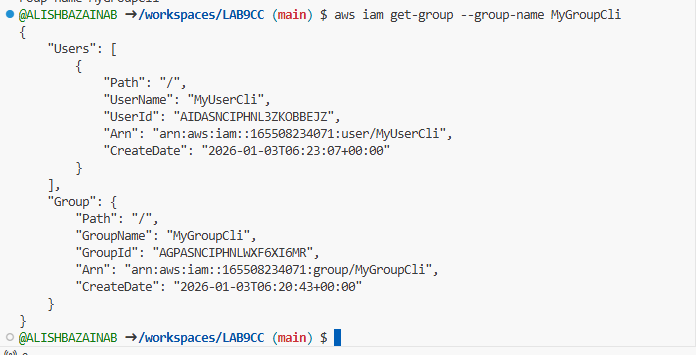 @ALISHBAZAINAB ➜/workspaces/LAB9CC (main) $ aws iam get-group --group-name MyGroupCli
{
    "Users": [
        {
            "Path": "/",
            "UserName": "MyUserCli",
            "UserId": "AIDASNCIPHNL3ZKOBBEJZ",
            "Arn": "arn:aws:iam::165508234071:user/MyUserCli",
            "CreateDate": "2026-01-03T06:23:07+00:00"
        }
    ],
    "Group": {
        "Path": "/",
        "GroupName": "MyGroupCli",
        "GroupId": "AGPASNCIPHNLWXF6XI6MR",
        "Arn": "arn:aws:iam::165508234071:group/MyGroupCli",
        "CreateDate": "2026-01-03T06:20:43+00:00"
    }
}
@ALISHBAZAINAB ➜/workspaces/LAB9CC (main) $